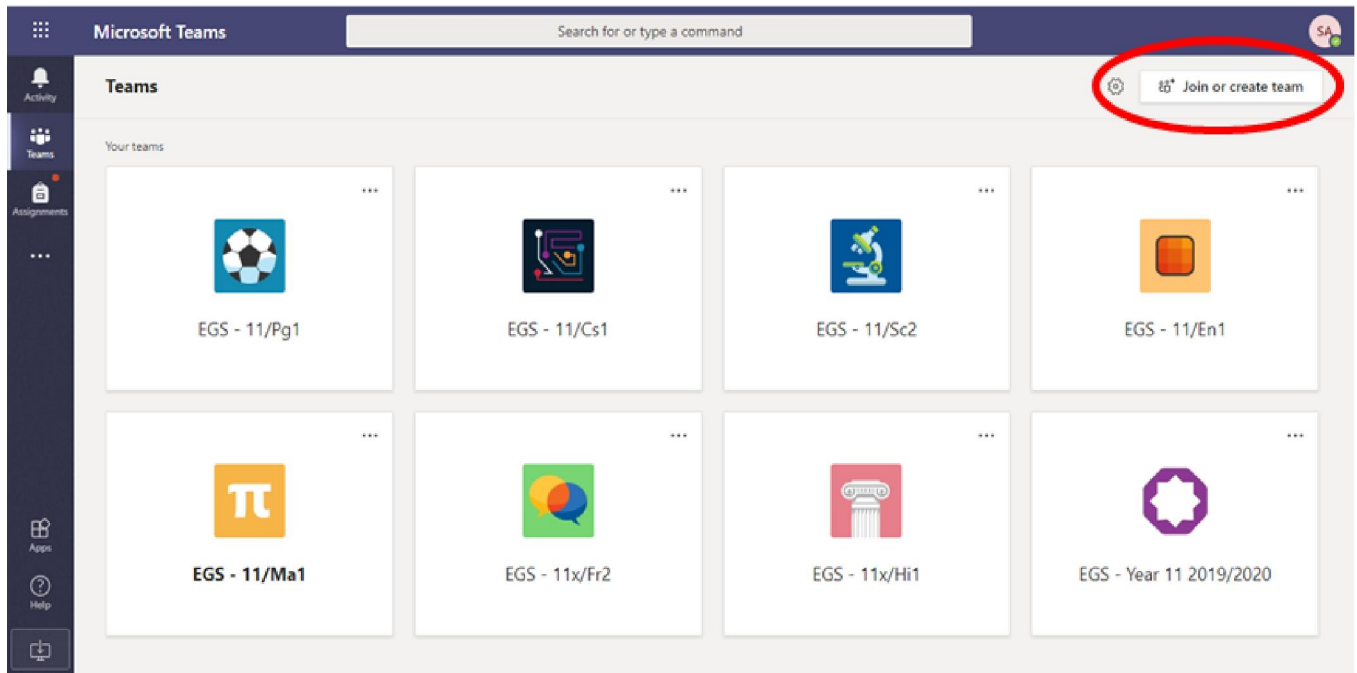 Microsoft Teams
Search for or type a command
SA
Activity
Teams
Assignments
Apps
Help
Teams
Join or create team
Your teams
EGS - 11/Pg1
EGS - 11/Cs1
EGS - 11/Sc2
EGS - 11/En1
π
EGS - 11/Ma1
EGS - 11x/Fr2
EGS - 11x/Hi1
EGS - Year 11 2019/2020